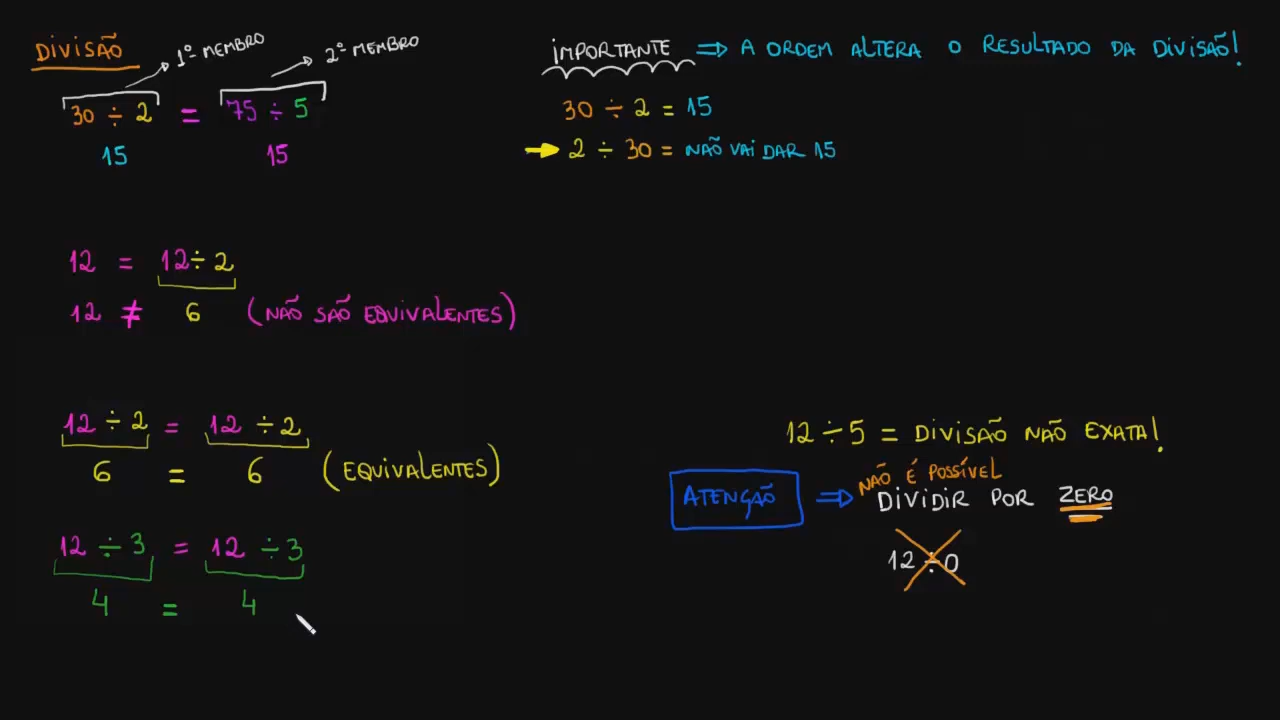 DIVISÃO
1º MEMBRO
2º MEMBRO
30 ÷ 2 = 75 ÷ 5
15 15
12 = 12 ÷ 2
12 ≠ 6 (NÃO SÃO EQUIVALENTES)
12 ÷ 2 = 12 ÷ 2
6 = 6 (EQUIVALENTES)
12 ÷ 3 = 12 ÷ 3
4 = 4
IMPORTANTE ⇒ A ORDEM ALTERA O RESULTADO DA DIVISÃO!
30 ÷ 2 = 15
→ 2 ÷ 30 = NÃO VAI DAR 15
12 ÷ 5 = DIVISÃO NÃO EXATA!
NÃO É POSSÍVEL
ATENÇÃO ⇒ DIVIDIR POR ZERO
12 ÷ 0